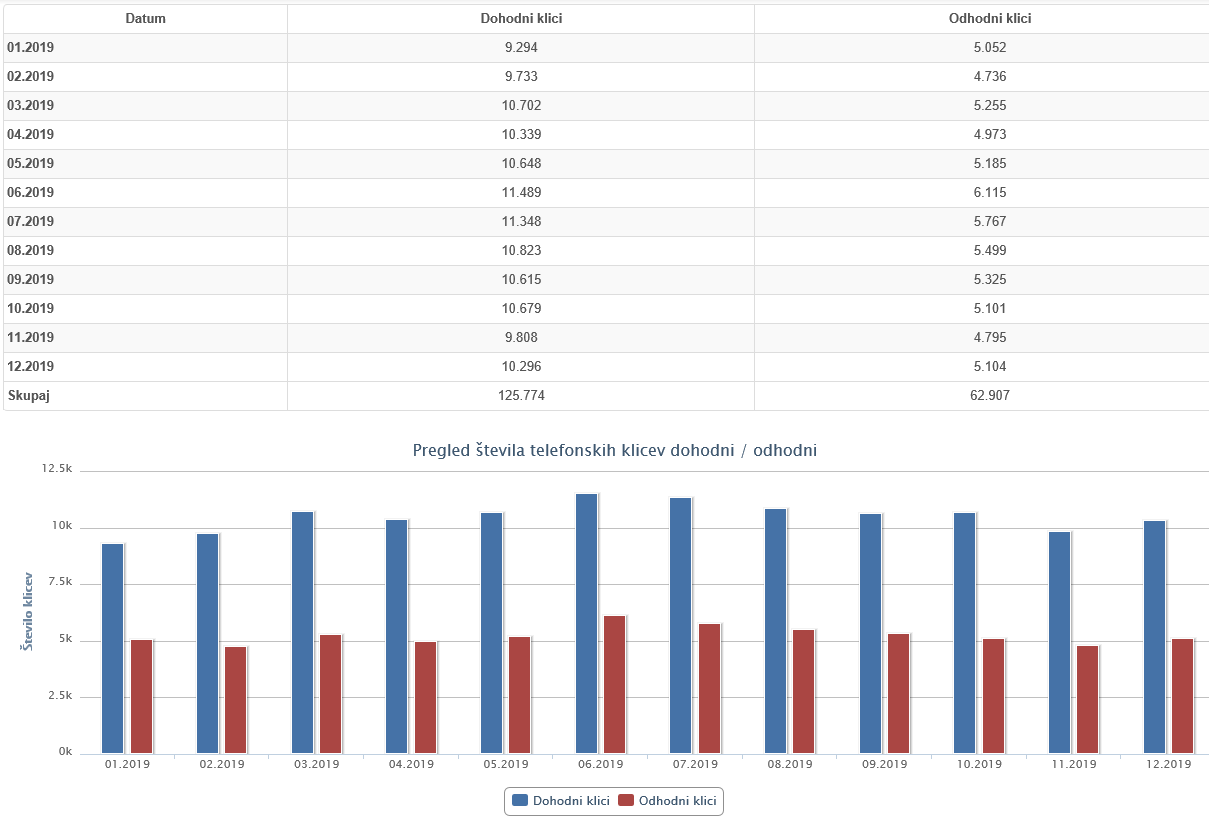 Datum Dohodni klici Odhodni klici
01.2019 9.294 5.052
02.2019 9.733 4.736
03.2019 10.702 5.255
04.2019 10.339 4.973
05.2019 10.648 5.185
06.2019 11.489 6.115
07.2019 11.348 5.767
08.2019 10.823 5.499
09.2019 10.615 5.325
10.2019 10.679 5.101
11.2019 9.808 4.795
12.2019 10.296 5.104
Skupaj 125.774 62.907
Pregled števila telefonskih klicev dohodni / odhodni
12.5k
10k
7.5k
5k
2.5k
0k
Število klicev
01.2019 02.2019 03.2019 04.2019 05.2019 06.2019 07.2019 08.2019 09.2019 10.2019 11.2019 12.2019
Dohodni klici Odhodni klici